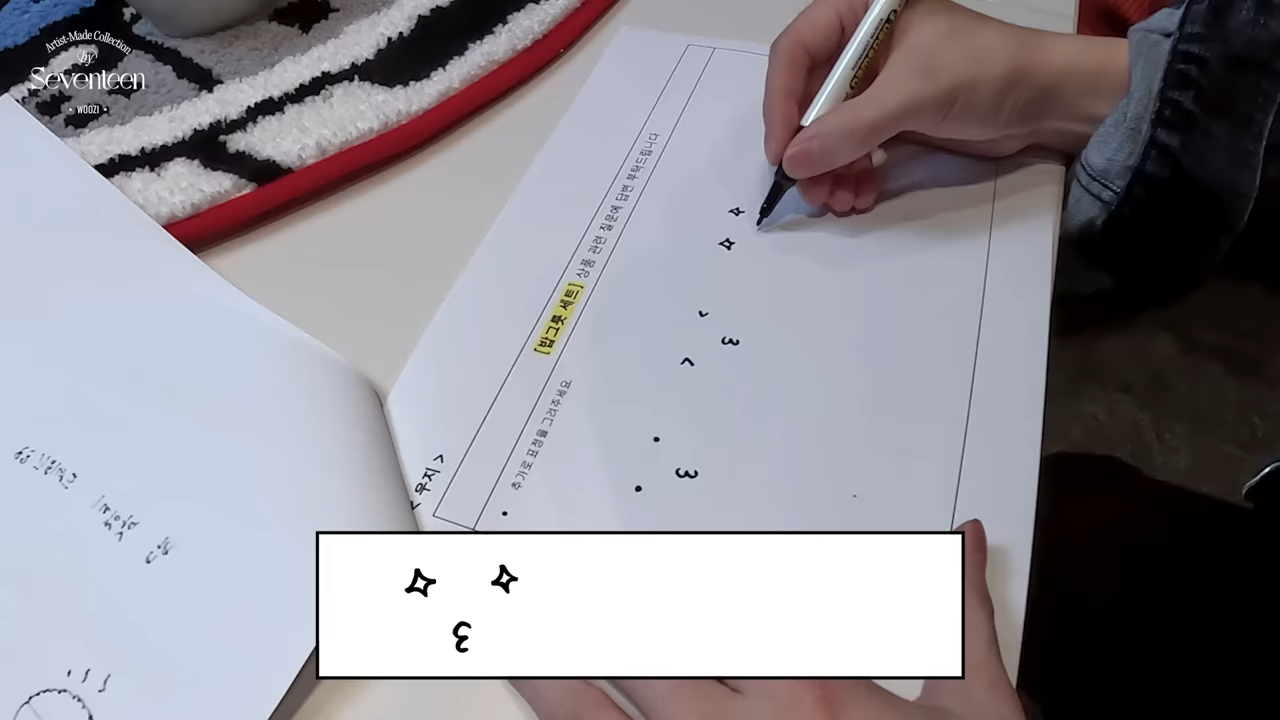 Artist-Made Collection
by
Seventeen
• WOOZI •
< 우지 >
[밥그릇 세트] 상품 관련 질문에 답변 부탁드립니다
추가로 표정을 그려주세요.